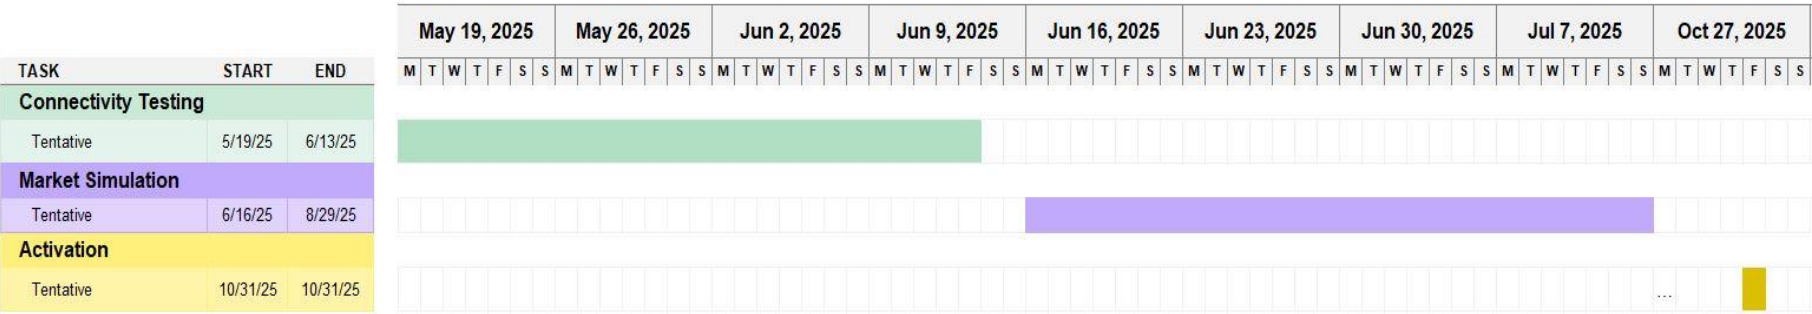 May 19, 2025 May 26, 2025 Jun 2, 2025 Jun 9, 2025 Jun 16, 2025 Jun 23, 2025 Jun 30, 2025 Jul 7, 2025 Oct 27, 2025
TASK START END M T W T F S S M T W T F S S M T W T F S S M T W T F S S M T W T F S S M T W T F S S M T W T F S S M T W T F S S M T W T F S S
Connectivity Testing
Tentative 5/19/25 6/13/25
Market Simulation
Tentative 6/16/25 8/29/25
Activation
Tentative 10/31/25 10/31/25 ...